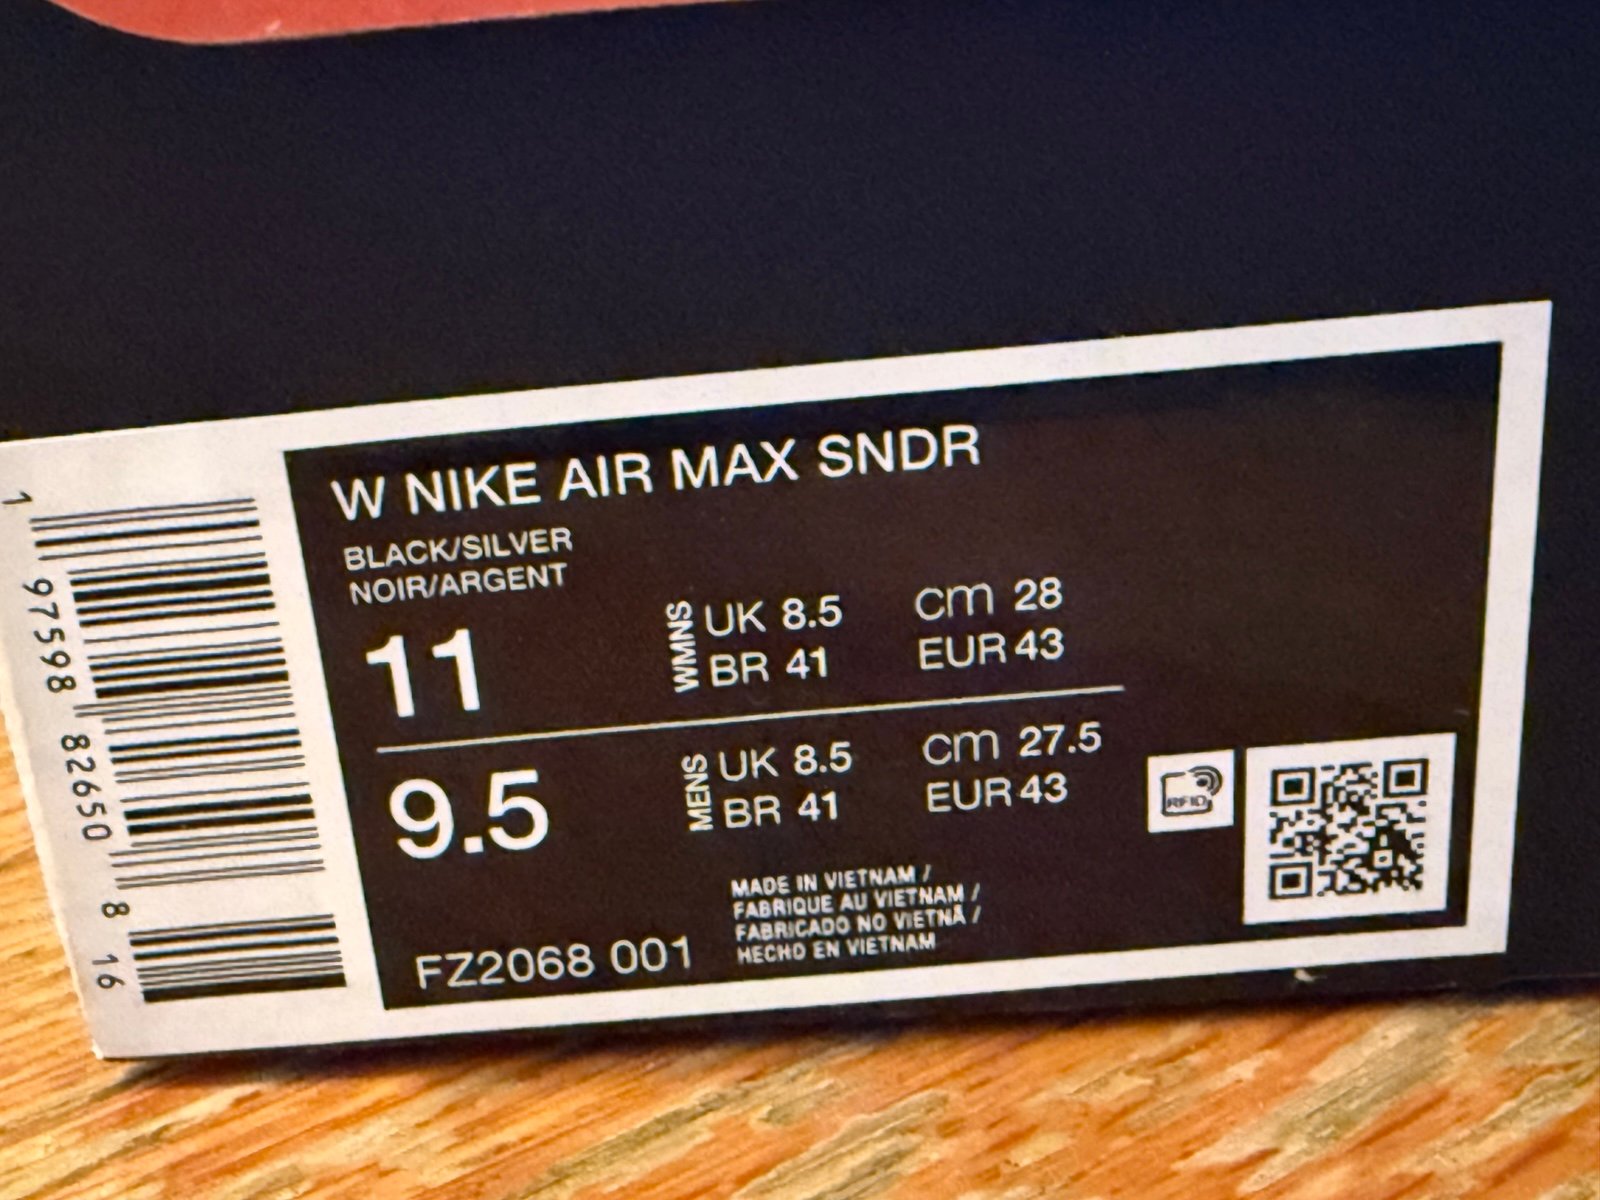 W NIKE AIR MAX SNDR
BLACK/SILVER
NOIR/ARGENT
11
WMNS
UK 8.5
cm 28
BR 41
EUR 43
9.5
MENS
UK 8.5
cm 27.5
BR 41
EUR 43
MADE IN VIETNAM /
FABRIQUE AU VIETNAM /
FABRICADO NO VIETNÃ /
HECHO EN VIETNAM
FZ2068 001
RFID
1 97598 82650 8 16